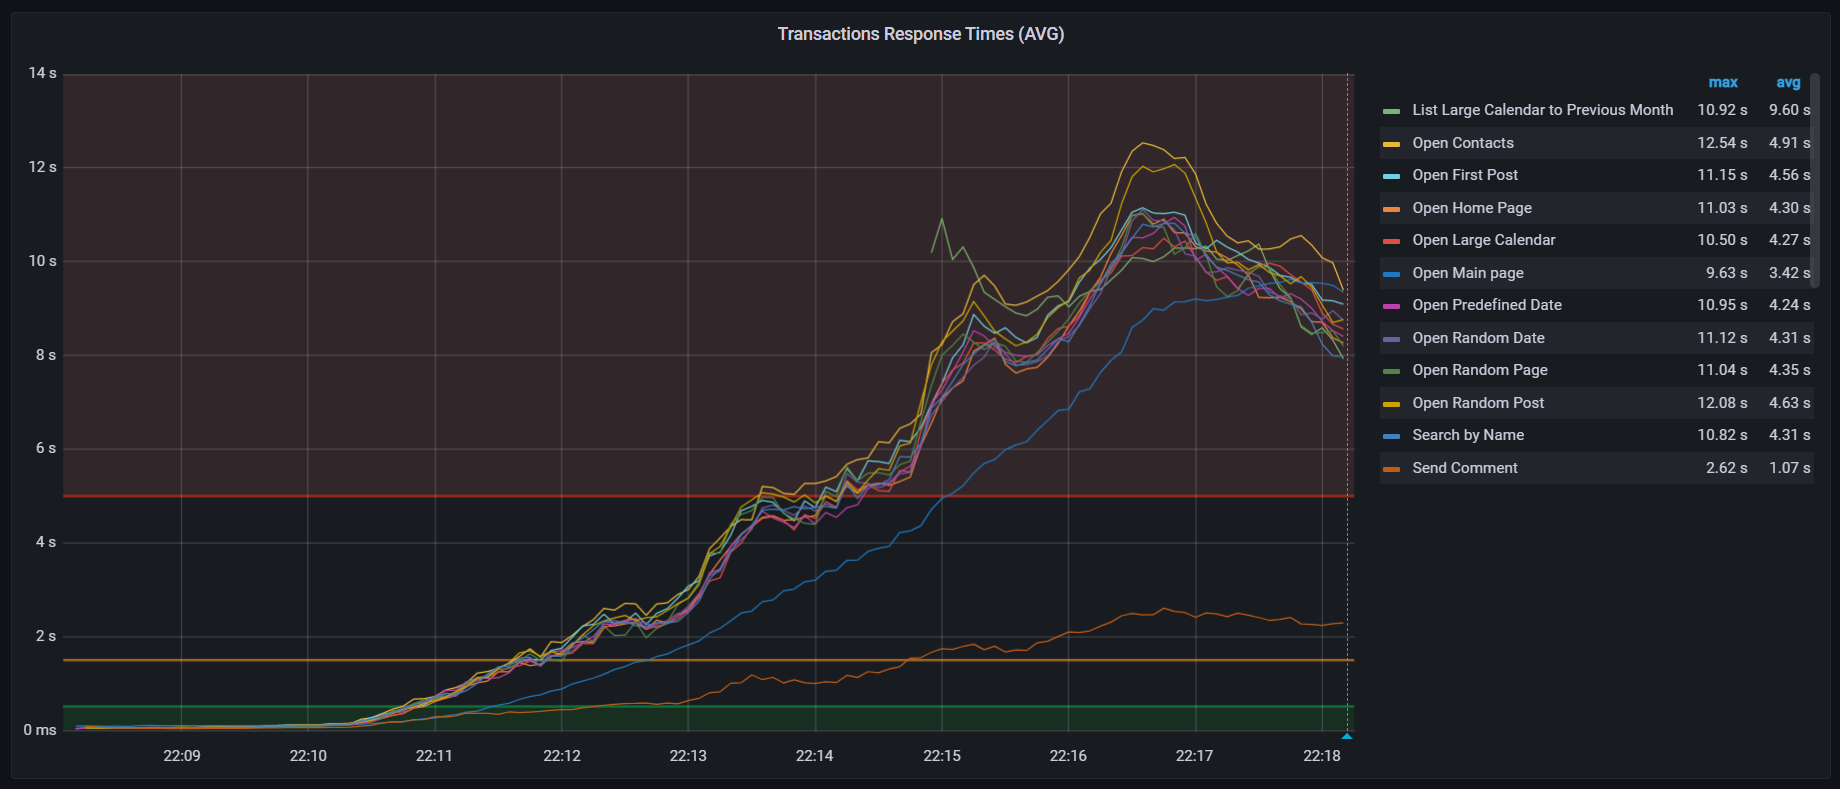 Transactions Response Times (AVG)
14 s
12 s
10 s
8 s
6 s
4 s
2 s
0 ms
22:09 22:10 22:11 22:12 22:13 22:14 22:15 22:16 22:17 22:18
max avg
List Large Calendar to Previous Month 10.92 s 9.60 s
Open Contacts 12.54 s 4.91 s
Open First Post 11.15 s 4.56 s
Open Home Page 11.03 s 4.30 s
Open Large Calendar 10.50 s 4.27 s
Open Main page 9.63 s 3.42 s
Open Predefined Date 10.95 s 4.24 s
Open Random Date 11.12 s 4.31 s
Open Random Page 11.04 s 4.35 s
Open Random Post 12.08 s 4.63 s
Search by Name 10.82 s 4.31 s
Send Comment 2.62 s 1.07 s